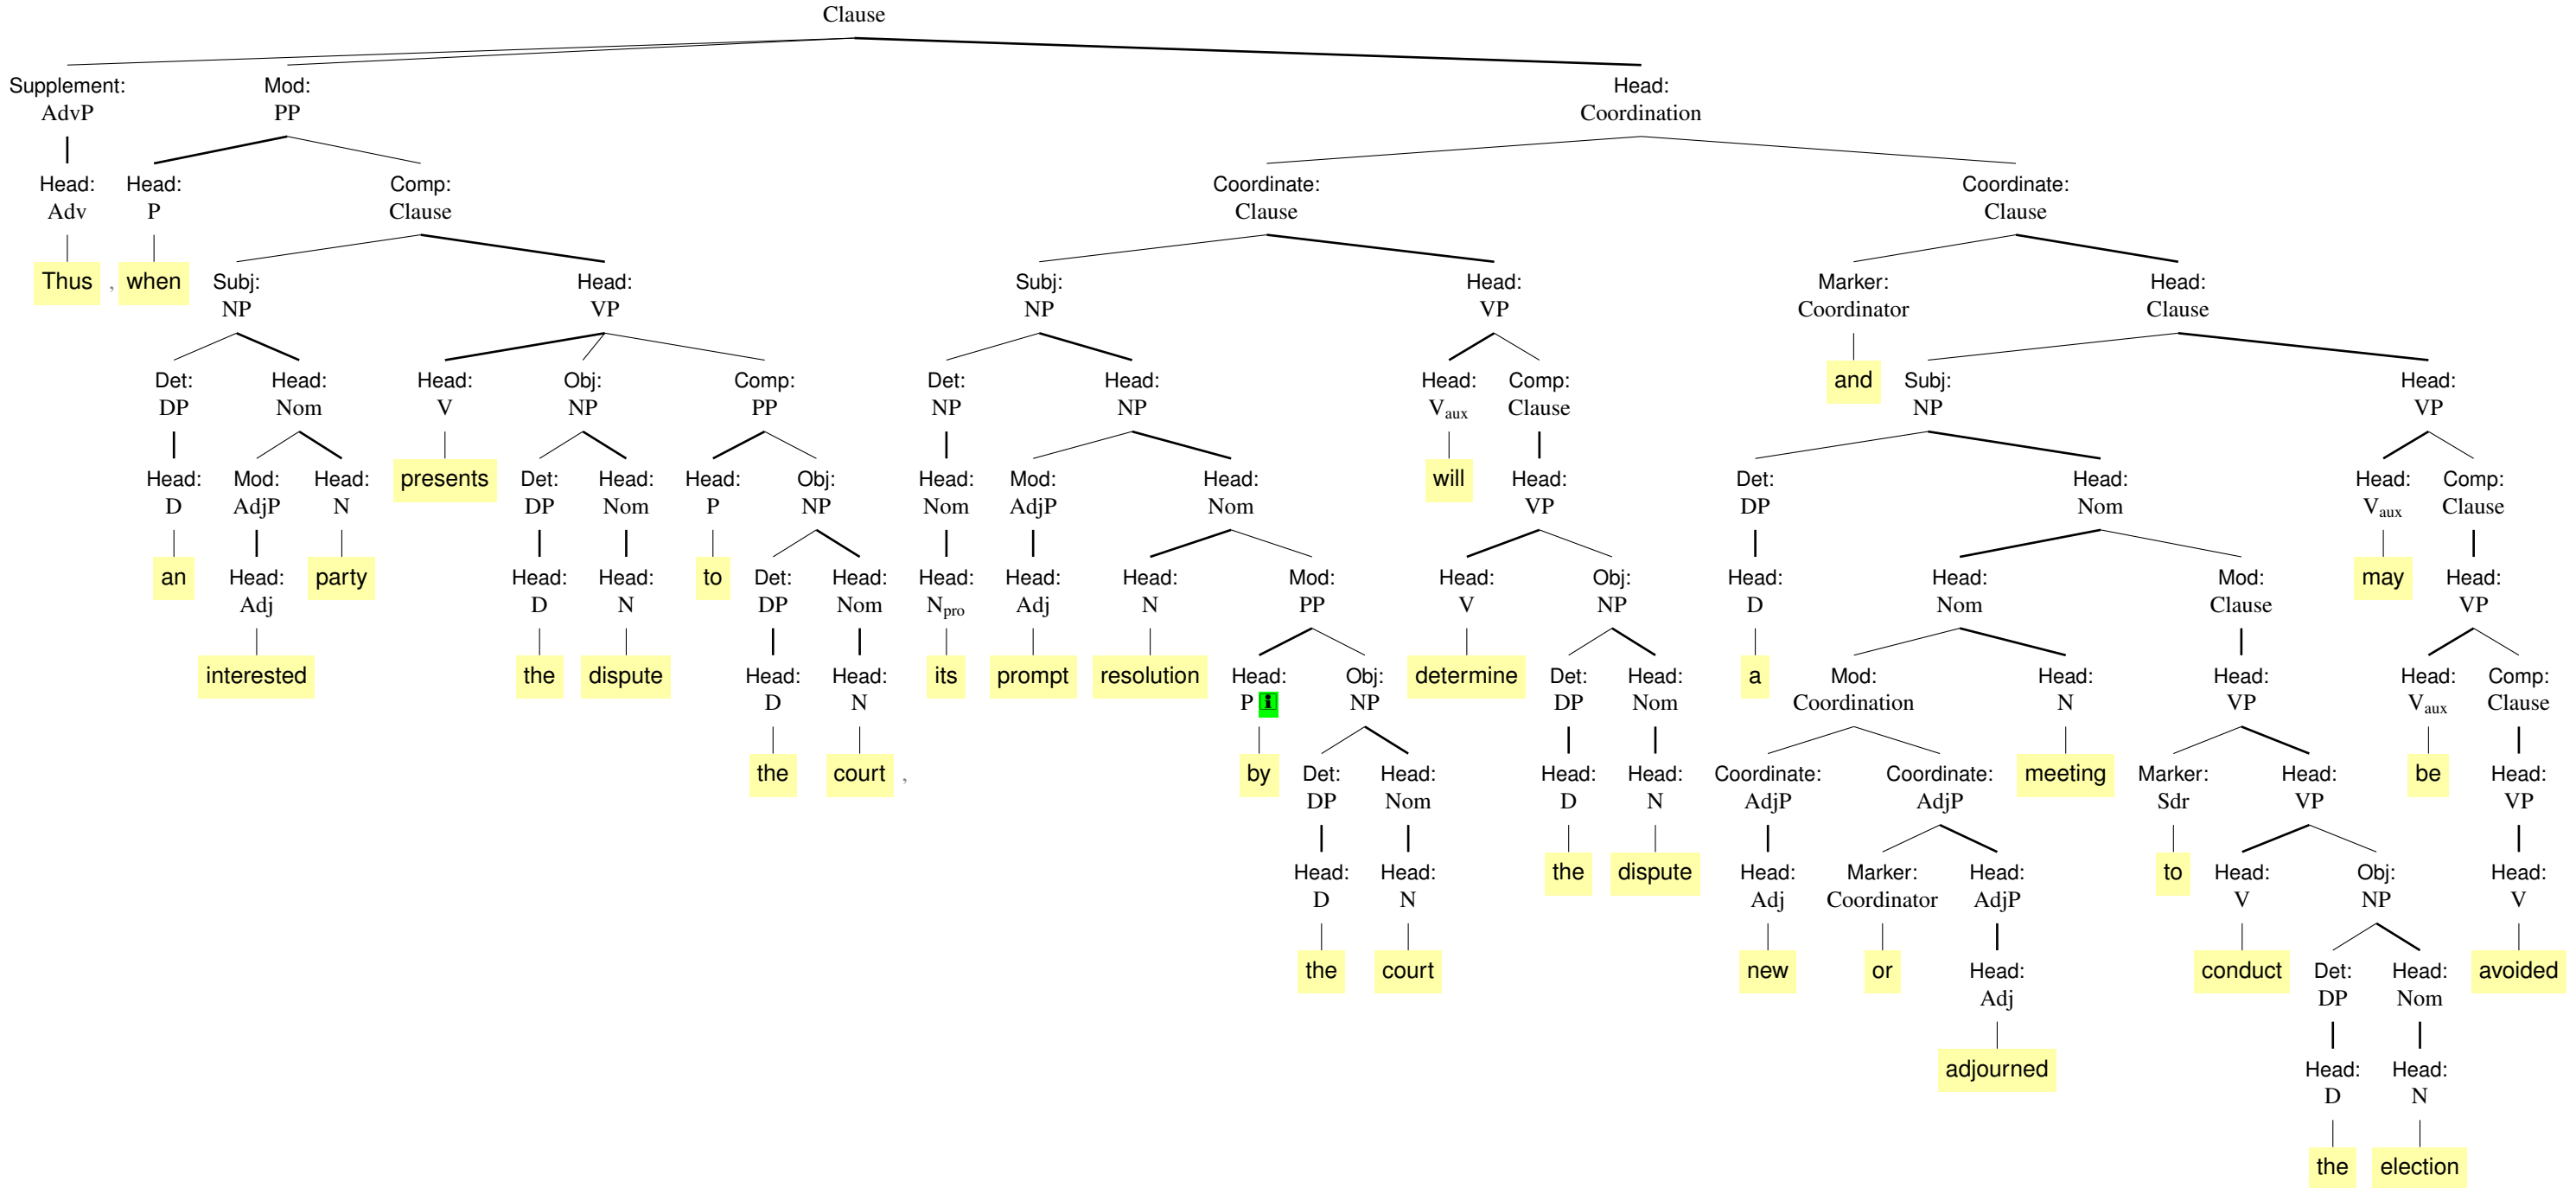 Clause
Supplement: Mod: Head:
AdvP PP Coordination
Head: Head: Comp: Coordinate: Coordinate:
Adv P Clause Clause Clause
Thus , when Subj: Head: Subj: Head: Marker: Head:
NP VP NP VP Coordinator Clause
Det: Head: Head: Obj: Comp: Det: Head: Head: Comp: and Subj: Head:
DP Nom V NP PP NP NP Vaux Clause NP VP
Head: Mod: Head: presents Det: Head: Head: Obj: Head: Mod: Head: will Head: Det: Head: Head: Comp:
D AdjP N DP Nom P NP Nom AdjP Nom VP DP Nom Vaux Clause
an Head: party Head: Head: to Det: Head: Head: Head: Head: Mod: Head: Obj: Head: Head: Mod: may Head:
Adj D N DP Nom Npro Adj N PP V NP D Nom Clause VP
interested the dispute Head: Head: its prompt resolution Head: Obj: determine Det: Head: a Mod: Head: Head: Head: Comp:
D N P i NP DP Nom Coordination N VP Vaux Clause
the court , by Det: Head: Head: Head: Coordinate: Coordinate: meeting Marker: Head: be Head:
DP Nom D N AdjP AdjP Sdr VP VP
Head: Head: the dispute Head: Marker: Head: to Head: Obj: Head:
D N Adj Coordinator AdjP V NP V
the court new or Head: conduct Det: Head: avoided
Adj DP Nom
adjourned Head: Head:
D N
the election